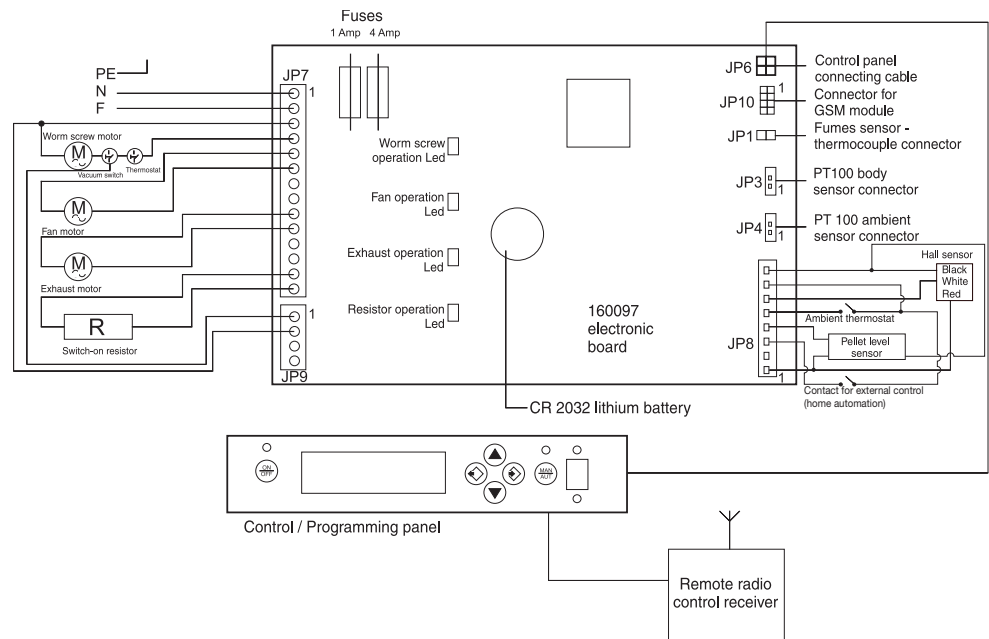 Fuses
1 Amp 4 Amp
PE
N
F
JP7
1
Worm screw motor
M
Vacuum switch
Thermostat
M
Fan motor
M
Exhaust motor
R
Switch-on resistor
1
JP9
Worm screw
operation Led
Fan operation
Led
Exhaust operation
Led
Resistor operation
Led
160097
electronic
board
CR 2032 lithium battery
JP6
Control panel
connecting cable
JP10
1
Connector for
GSM module
JP1
Fumes sensor -
thermocouple connector
JP3
1
PT100 body
sensor connector
JP4
1
PT 100 ambient
sensor connector
Hall sensor
Black
White
Red
Ambient thermostat
JP8
Pellet level
sensor
1
Contact for external control
(home automation)
ON
OFF
MAN
AUT
Control / Programming panel
Remote radio
control receiver